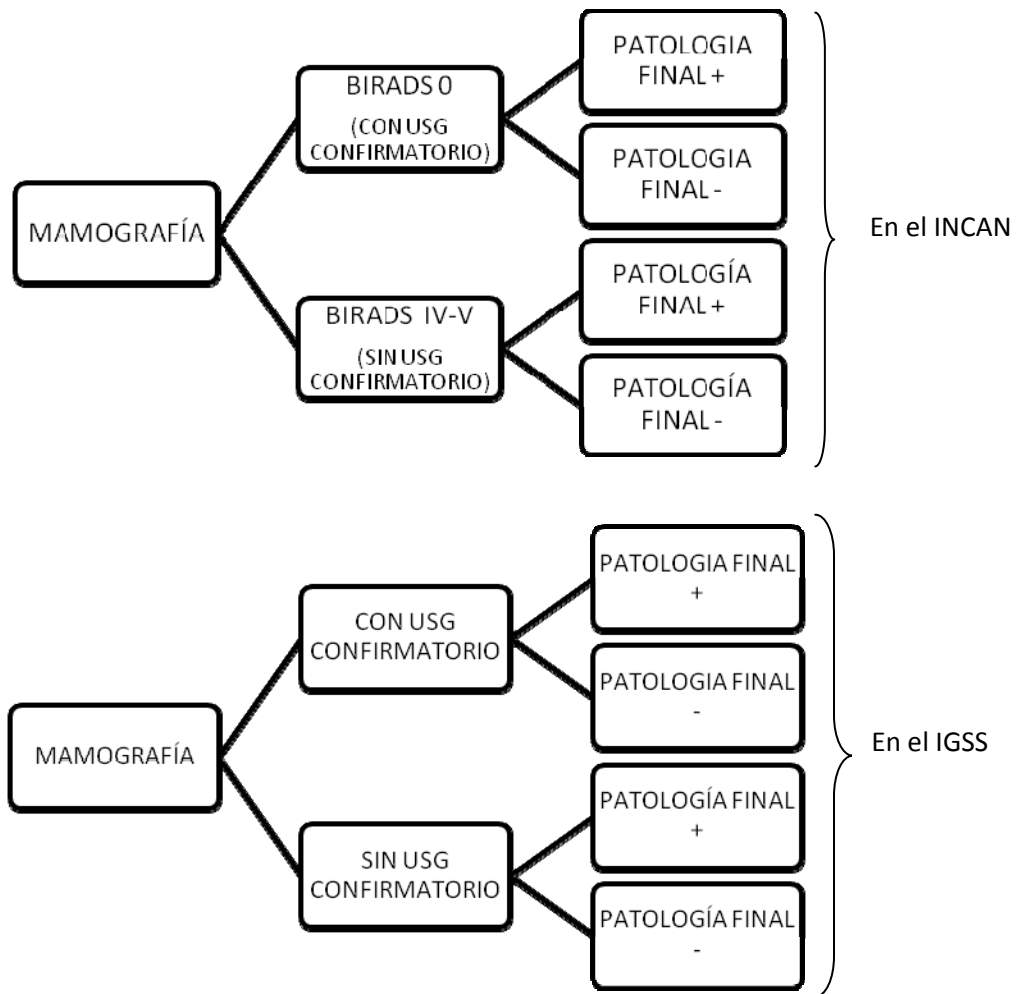 MAMOGRAFÍA
BIRADS 0
(CON USG
CONFIRMATORIO)
PATOLOGIA
FINAL +
PATOLOGIA
FINAL -
BIRADS IV-V
(SIN USG
CONFIRMATORIO)
PATOLOGÍA
FINAL +
PATOLOGÍA
FINAL -
En el INCAN
MAMOGRAFÍA
CON USG
CONFIRMATORIO
PATOLOGIA FINAL
+
PATOLOGIA FINAL
-
SIN USG
CONFIRMATORIO
PATOLOGÍA FINAL
+
PATOLOGÍA FINAL
-
En el IGSS